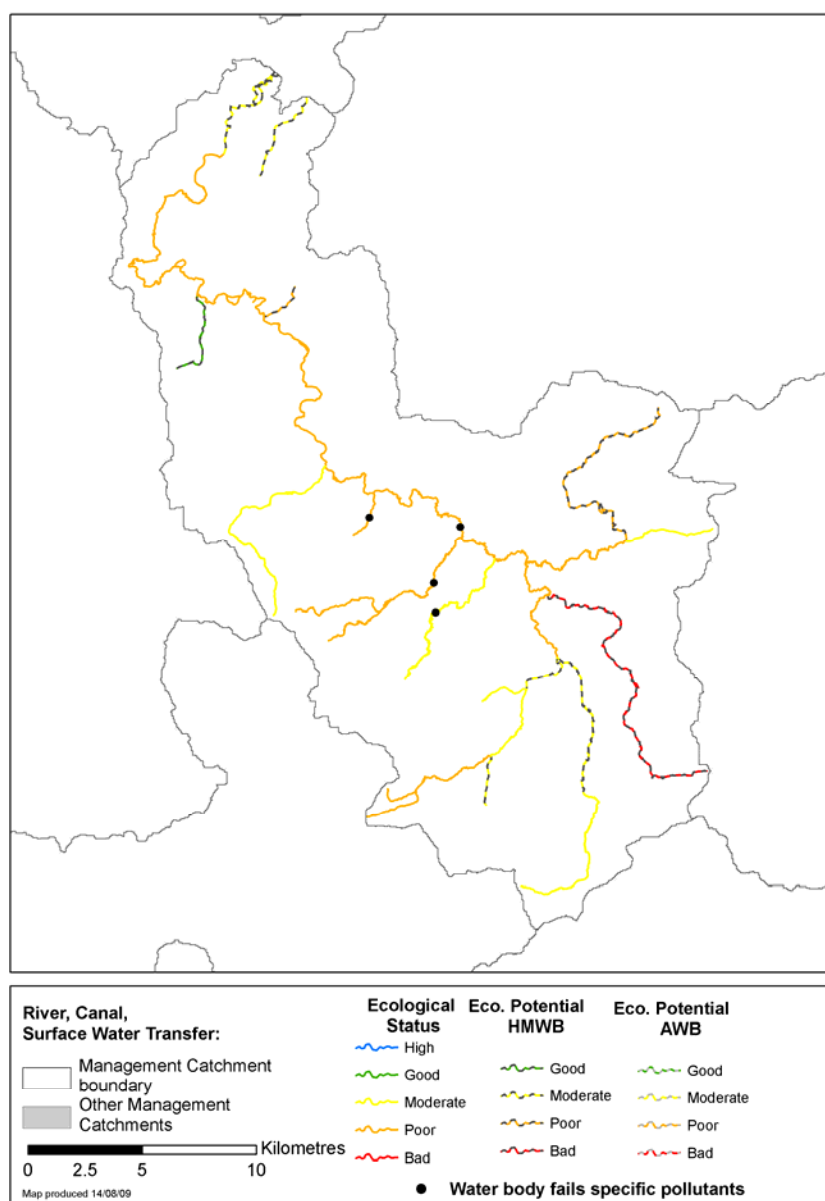 River, Canal,
Surface Water Transfer:
Management Catchment
boundary
Other Management
Catchments
Kilometres
0 2.5 5 10
Map produced 14/08/09
Ecological
Status
High
Good
Moderate
Poor
Bad
Eco. Potential
HMWB
Good
Moderate
Poor
Bad
Eco. Potential
AWB
Good
Moderate
Poor
Bad
Water body fails specific pollutants